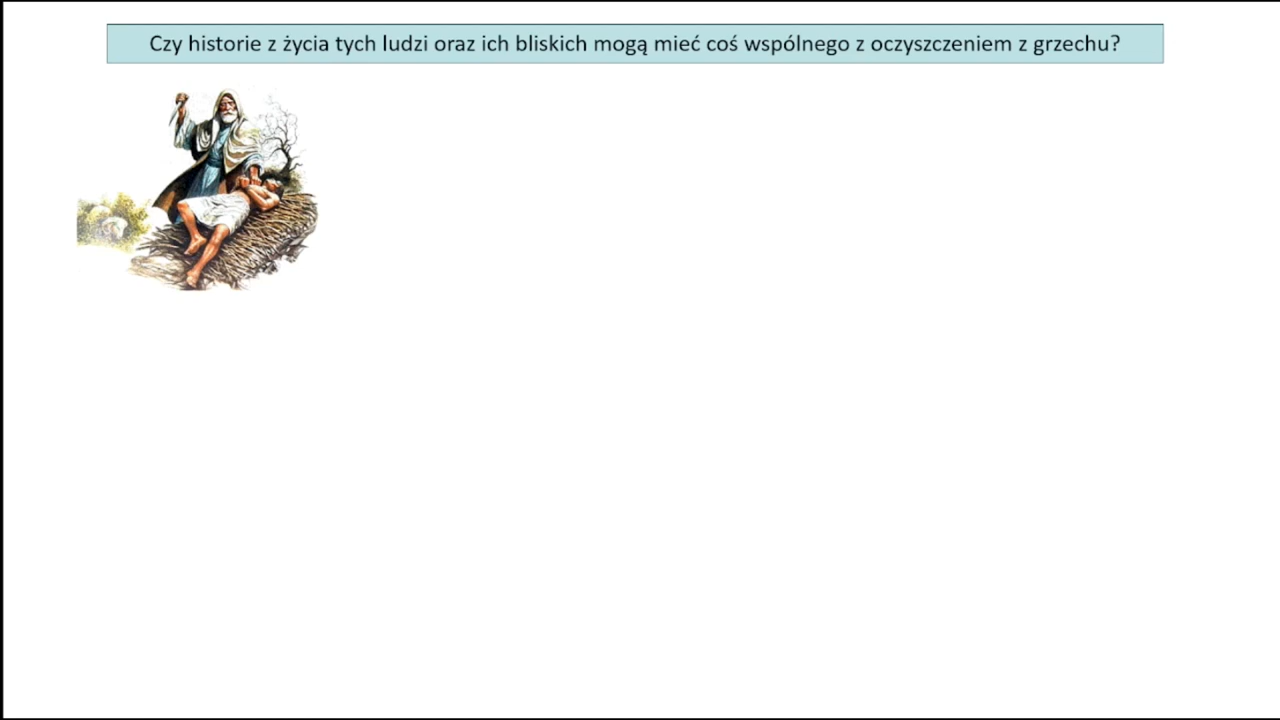 Czy historie z życia tych ludzi oraz ich bliskich mogą mieć coś wspólnego z oczyszczeniem z grzechu?